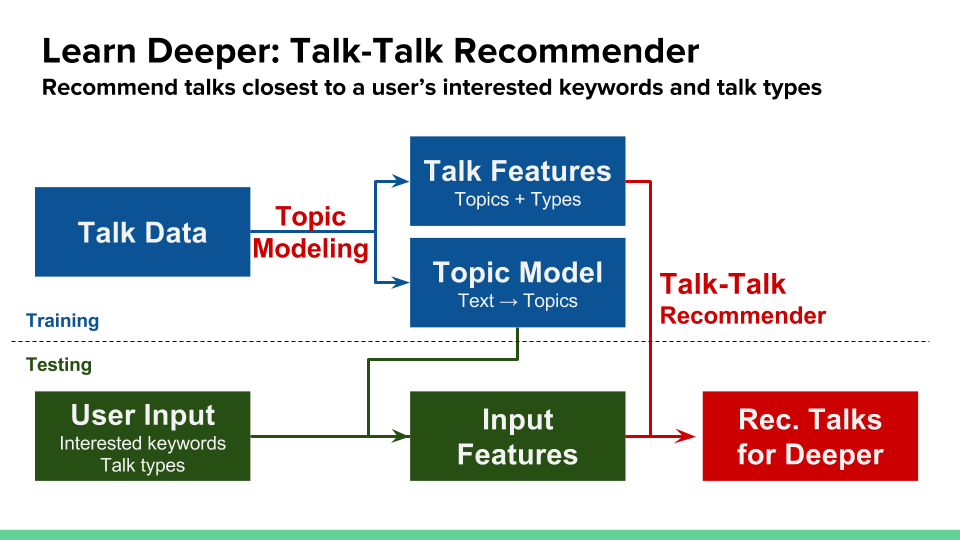 Learn Deeper: Talk-Talk Recommender
Recommend talks closest to a user’s interested keywords and talk types
Talk Data
Topic
Modeling
Talk Features
Topics + Types
Topic Model
Text → Topics
Talk-Talk
Recommender
Training
Testing
User Input
Interested keywords
Talk types
Input
Features
Rec. Talks
for Deeper